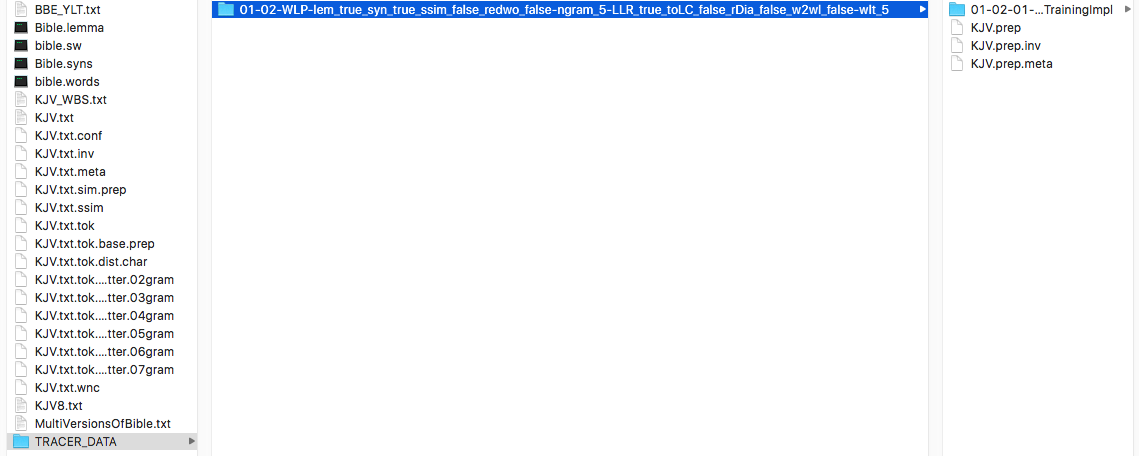 BBE_YLT.txt
Bible.lemma
bible.sw
Bible.syns
bible.words
KJV_WBS.txt
KJV.txt
KJV.txt.conf
KJV.txt.inv
KJV.txt.meta
KJV.txt.sim.prep
KJV.txt.ssim
KJV.txt.tok
KJV.txt.tok.base.prep
KJV.txt.tok.dist.char
KJV.txt.tok....tter.02gram
KJV.txt.tok....tter.03gram
KJV.txt.tok....tter.04gram
KJV.txt.tok....tter.05gram
KJV.txt.tok....tter.06gram
KJV.txt.tok....tter.07gram
KJV.txt.wnc
KJV8.txt
MultiVersionsOfBible.txt
TRACER_DATA
01-02-WLP-lem_true_syn_true_ssim_false_redwo_false-ngram_5-LLR_true_toLC_false_rDia_false_w2wl_false-wlt_5
01-02-01-...TrainingImpl
KJV.prep
KJV.prep.inv
KJV.prep.meta